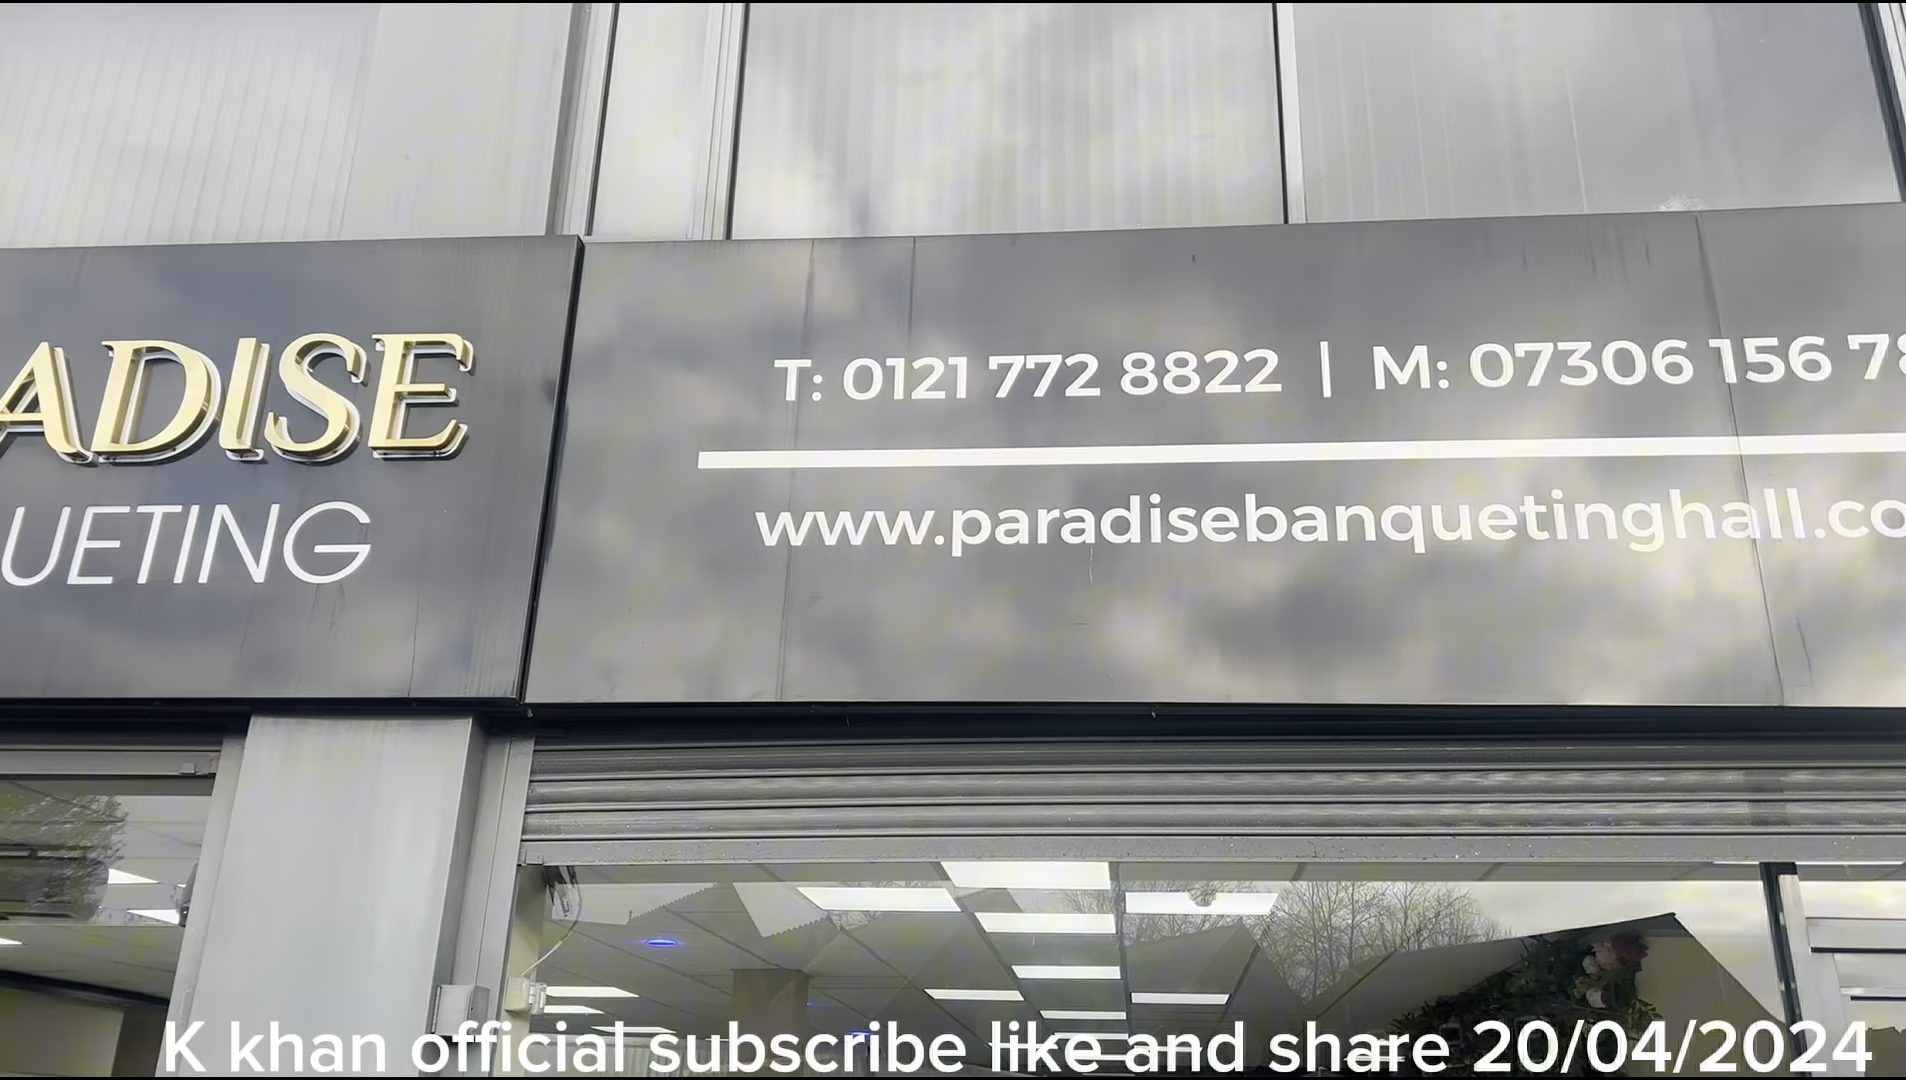 ADISE
UETING
T: 0121 772 8822 | M: 07306 156 78
www.paradisebanquetinghall.co
K khan official subscribe like and share 20/04/2024